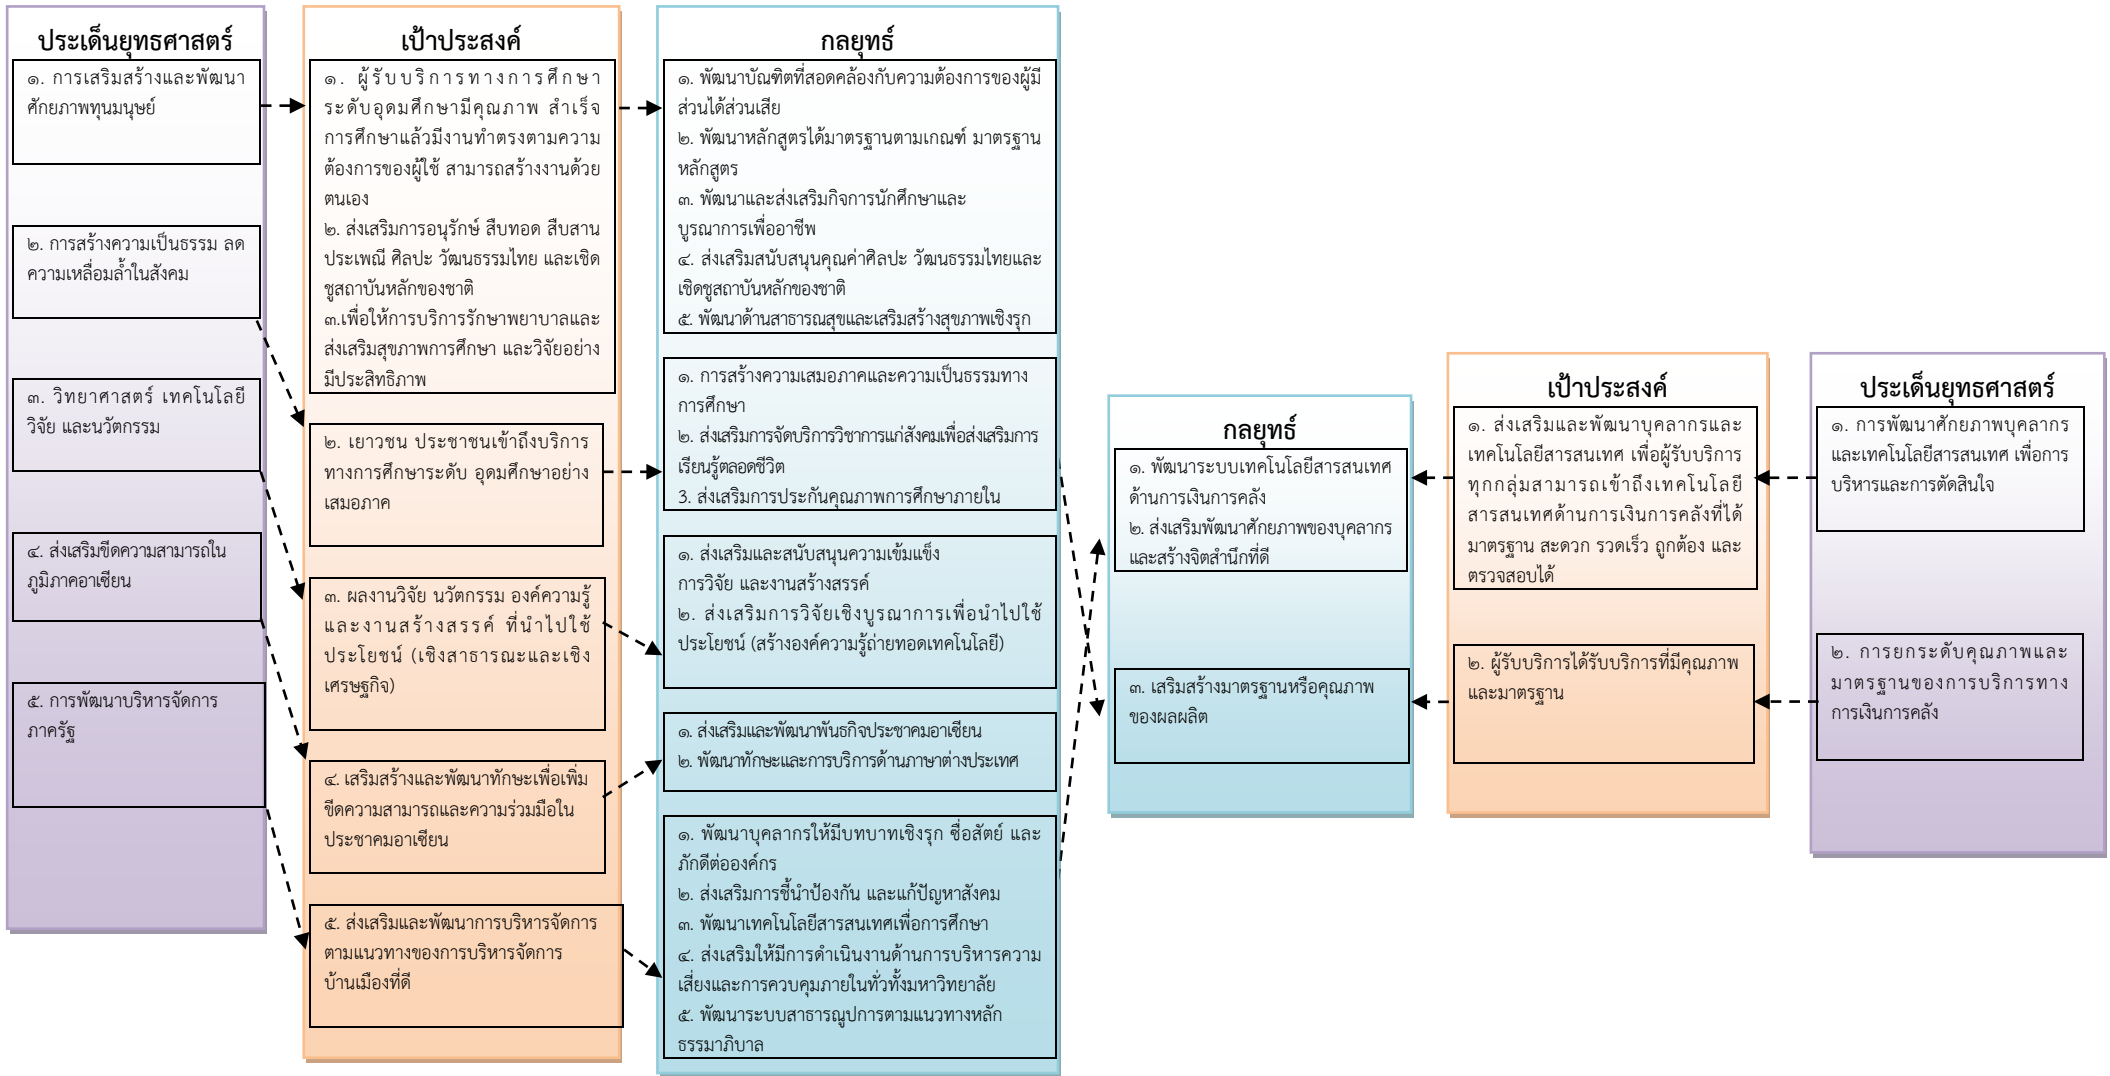 ประเด็นยุทธศาสตร์
๑. การเสริมสร้างและพัฒนา
ศักยภาพทุนมนุษย์
๒. การสร้างความเป็นธรรม ลด
ความเหลื่อมล้ำในสังคม
๓. วิทยาศาสตร์ เทคโนโลยี
วิจัย และนวัตกรรม
๔. ส่งเสริมขีดความสามารถใน
ภูมิภาคอาเซียน
๕. การพัฒนาบริหารจัดการ
ภาครัฐ
เป้าประสงค์
๑. ผู้รับบริการทางการศึกษา
ระดับอุดมศึกษามีคุณภาพ สำเร็จ
การศึกษาแล้วมีงานทำตรงตามความ
ต้องการของผู้ใช้ สามารถสร้างงานด้วย
ตนเอง
๒. ส่งเสริมการอนุรักษ์ สืบทอด สืบสาน
ประเพณี ศิลปะ วัฒนธรรมไทย และเชิด
ชูสถาบันหลักของชาติ
๓.เพื่อให้การบริการรักษาพยาบาลและ
ส่งเสริมสุขภาพการศึกษา และวิจัยอย่าง
มีประสิทธิภาพ
๒. เยาวชน ประชาชนเข้าถึงบริการ
ทางการศึกษาระดับ อุดมศึกษาอย่าง
เสมอภาค
๓. ผลงานวิจัย นวัตกรรม องค์ความรู้
และงานสร้างสรรค์ ที่นำไปใช้
ประโยชน์ (เชิงสาธารณะและเชิง
เศรษฐกิจ)
๔. เสริมสร้างและพัฒนาทักษะเพื่อเพิ่ม
ขีดความสามารถและความร่วมมือใน
ประชาคมอาเซียน
๕. ส่งเสริมและพัฒนาการบริหารจัดการ
ตามแนวทางของการบริหารจัดการ
บ้านเมืองที่ดี
กลยุทธ์
๑. พัฒนาบัณฑิตที่สอดคล้องกับความต้องการของผู้มี
ส่วนได้ส่วนเสีย
๒. พัฒนาหลักสูตรได้มาตรฐานตามเกณฑ์ มาตรฐาน
หลักสูตร
๓. พัฒนาและส่งเสริมกิจการนักศึกษาและ
บูรณาการเพื่ออาชีพ
๔. ส่งเสริมสนับสนุนคุณค่าศิลปะ วัฒนธรรมไทยและ
เชิดชูสถาบันหลักของชาติ
๕. พัฒนาด้านสาธารณสุขและเสริมสร้างสุขภาพเชิงรุก
๑. การสร้างความเสมอภาคและความเป็นธรรมทาง
การศึกษา
๒. ส่งเสริมการจัดบริการวิชาการแก่สังคมเพื่อส่งเสริมการ
เรียนรู้ตลอดชีวิต
3. ส่งเสริมการประกันคุณภาพการศึกษาภายใน
๑. ส่งเสริมและสนับสนุนความเข้มแข็ง
การวิจัย และงานสร้างสรรค์
๒. ส่งเสริมการวิจัยเชิงบูรณาการเพื่อนำไปใช้
ประโยชน์ (สร้างองค์ความรู้ถ่ายทอดเทคโนโลยี)
๑. ส่งเสริมและพัฒนาพันธกิจประชาคมอาเซียน
๒. พัฒนาทักษะและการบริการด้านภาษาต่างประเทศ
๑. พัฒนาบุคลากรให้มีบทบาทเชิงรุก ซื่อสัตย์ และ
ภักดีต่อองค์กร
๒. ส่งเสริมการชี้นำป้องกัน และแก้ปัญหาสังคม
๓. พัฒนาเทคโนโลยีสารสนเทศเพื่อการศึกษา
๔. ส่งเสริมให้มีการดำเนินงานด้านการบริหารความ
เสี่ยงและการควบคุมภายในทั่วทั้งมหาวิทยาลัย
๕. พัฒนาระบบสาธารณูปการตามแนวทางหลัก
ธรรมาภิบาล
กลยุทธ์
๑. พัฒนาระบบเทคโนโลยีสารสนเทศ
ด้านการเงินการคลัง
๒. ส่งเสริมพัฒนาศักยภาพของบุคลากร
และสร้างจิตสำนึกที่ดี
๓. เสริมสร้างมาตรฐานหรือคุณภาพ
ของผลผลิต
เป้าประสงค์
๑. ส่งเสริมและพัฒนาบุคลากรและ
เทคโนโลยีสารสนเทศ เพื่อผู้รับบริการ
ทุกกลุ่มสามารถเข้าถึงเทคโนโลยี
สารสนเทศด้านการเงินการคลังที่ได้
มาตรฐาน สะดวก รวดเร็ว ถูกต้อง และ
ตรวจสอบได้
๒. ผู้รับบริการได้รับบริการที่มีคุณภาพ
และมาตรฐาน
ประเด็นยุทธศาสตร์
๑. การพัฒนาศักยภาพบุคลากร
และเทคโนโลยีสารสนเทศ เพื่อการ
บริหารและการตัดสินใจ
๒. การยกระดับคุณภาพและ
มาตรฐานของการบริการทาง
การเงินการคลัง